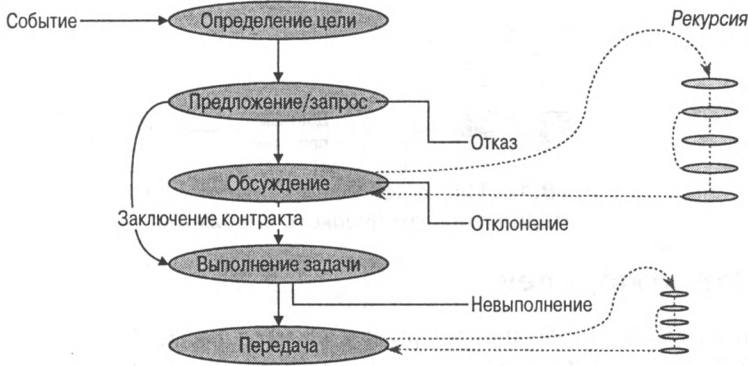 Событие
Определение цели
Рекурсия
Предложение/запрос
Отказ
Обсуждение
Заключение контракта
Отклонение
Выполнение задачи
Невыполнение
Передача